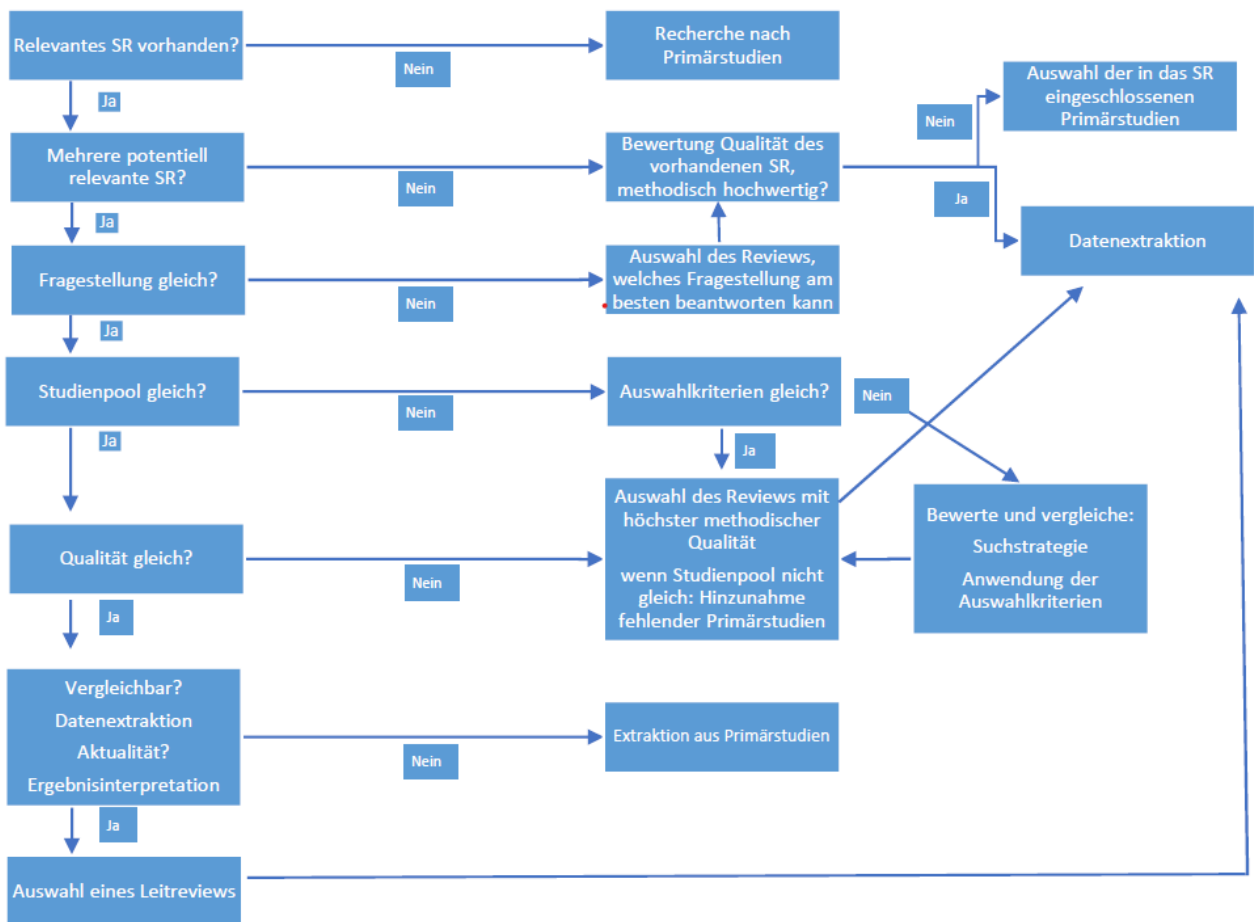 Relevantes SR vorhanden?
Nein
Recherche nach
Primärstudien
Auswahl der in das SR
eingeschlossenen
Primärstudien
Ja
Nein
Mehrere potentiell
relevante SR?
Nein
Bewertung Qualität des
vorhandenen SR,
methodisch hochwertig?
Ja
Ja
Datenextraktion
Fragestellung gleich?
Nein
Auswahl des Reviews,
welches Fragestellung am
besten beantworten kann
Ja
Studienpool gleich?
Nein
Auswahlkriterien gleich?
Nein
Ja
Ja
Qualität gleich?
Nein
Auswahl des Reviews mit
höchster methodischer
Qualität
wenn Studienpool nicht
gleich: Hinzunahme
fehlender Primärstudien
Bewerte und vergleiche:
Suchstrategie
Anwendung der
Auswahlkriterien
Ja
Vergleichbar?
Datenextraktion
Aktualität?
Ergebnisinterpretation
Nein
Extraktion aus Primärstudien
Ja
Auswahl eines Leitreviews